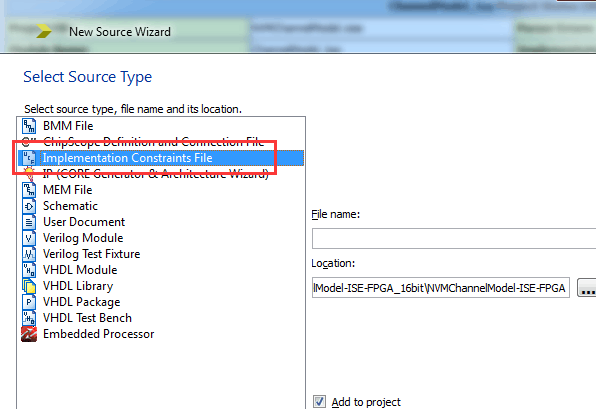 New Source Wizard
Select Source Type
Select source type, file name and its location.
BMM File
ChipScope Definition and Connection File
Implementation Constraints File
IP (CORE Generator & Architecture Wizard)
MEM File
Schematic
User Document
Verilog Module
Verilog Test Fixture
VHDL Module
VHDL Library
VHDL Package
VHDL Test Bench
Embedded Processor
File name:
Location:
lModel-ISE-FPGA_16bit\NVMChannelModel-ISE-FPGA
...
Add to project